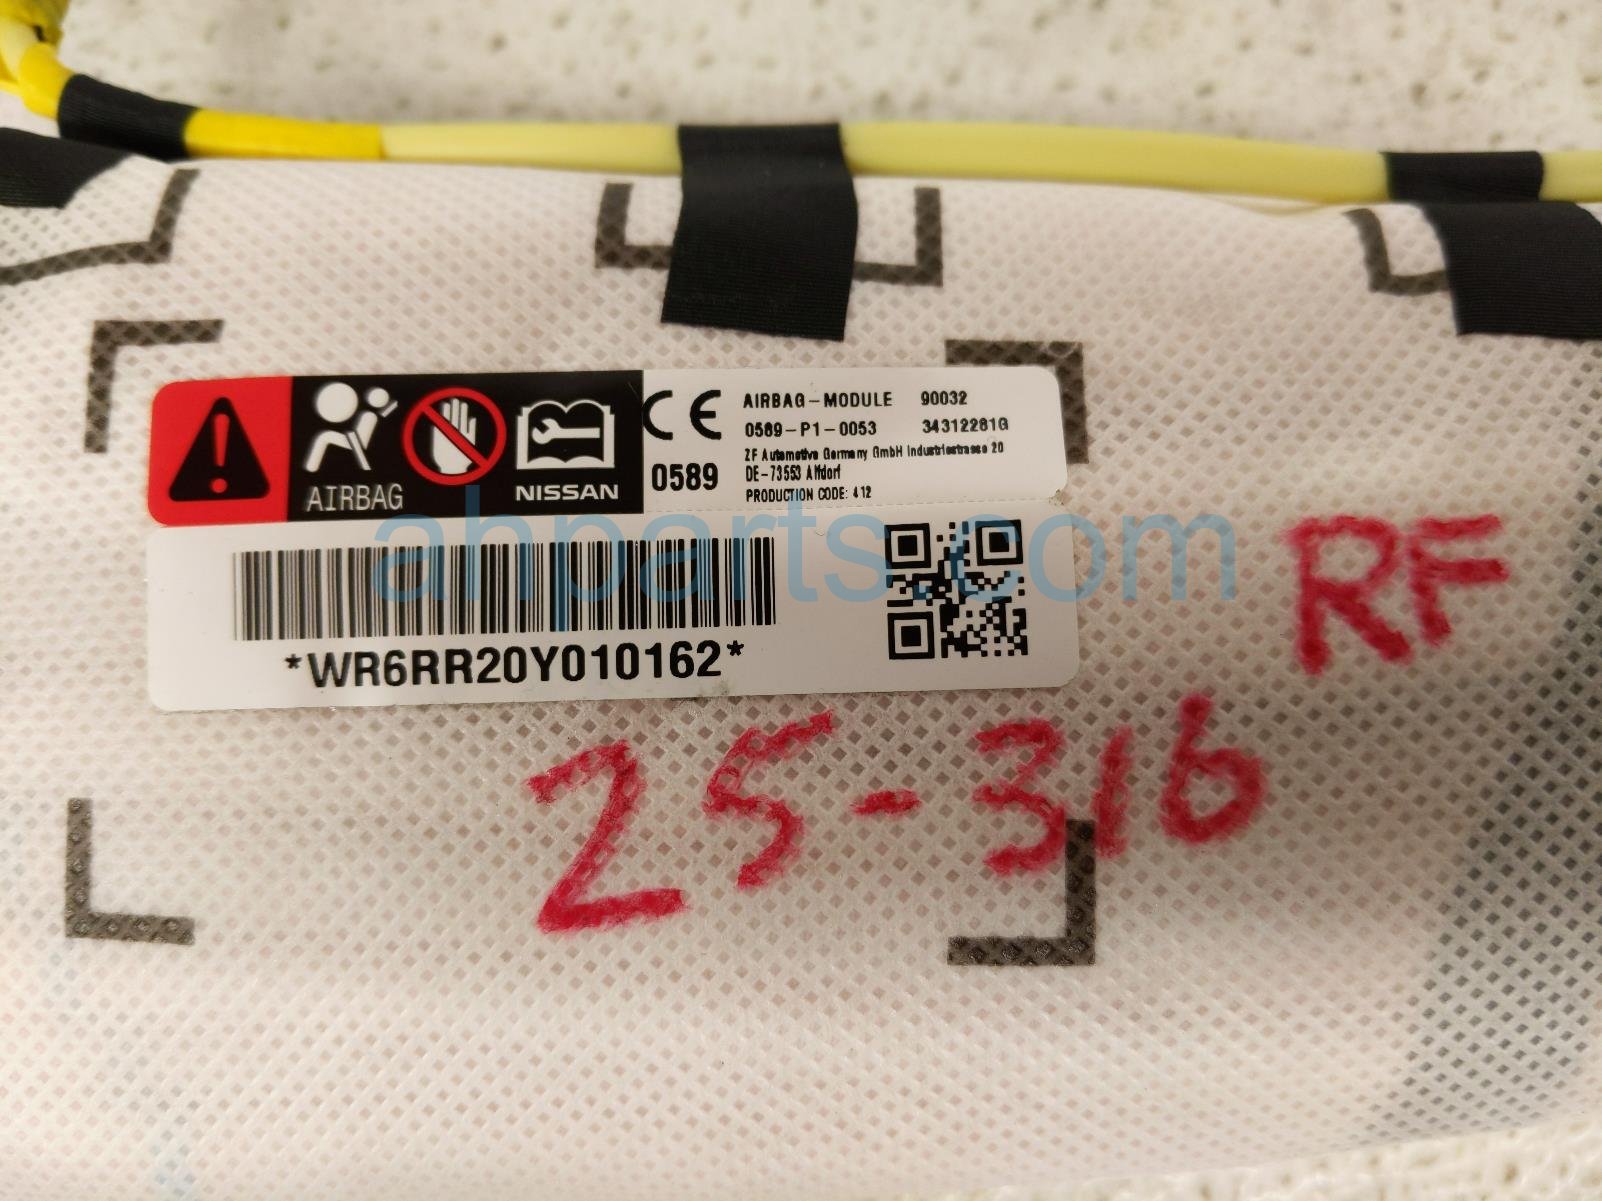 AIRBAG
NISSAN
CE
0589
AIRBAG-MODULE 90032
0589-P1-0053 34312281G
ZF Automotive Germany GmbH Industriestrasse 20
DE-73553 Alfdorf
PRODUCTION CODE: 412
ahparts.com
*WR6RR20Y010162*
RF
25-316